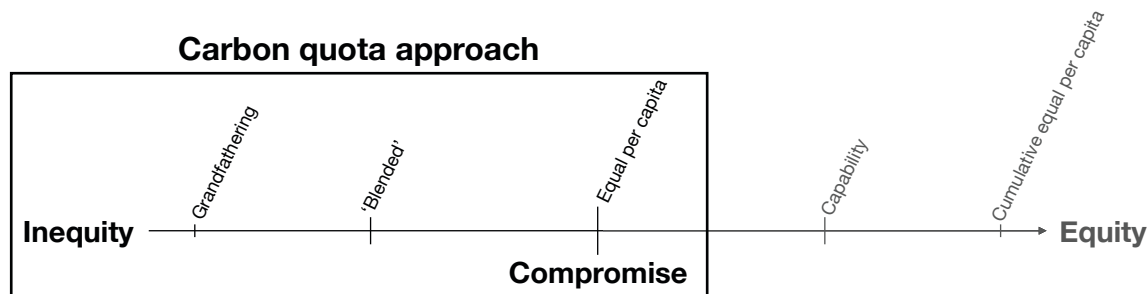 Carbon quota approach
Grandfathering
‘Blended’
Equal per capita
Capability
Cumulative equal per capita
Inequity
Equity
Compromise